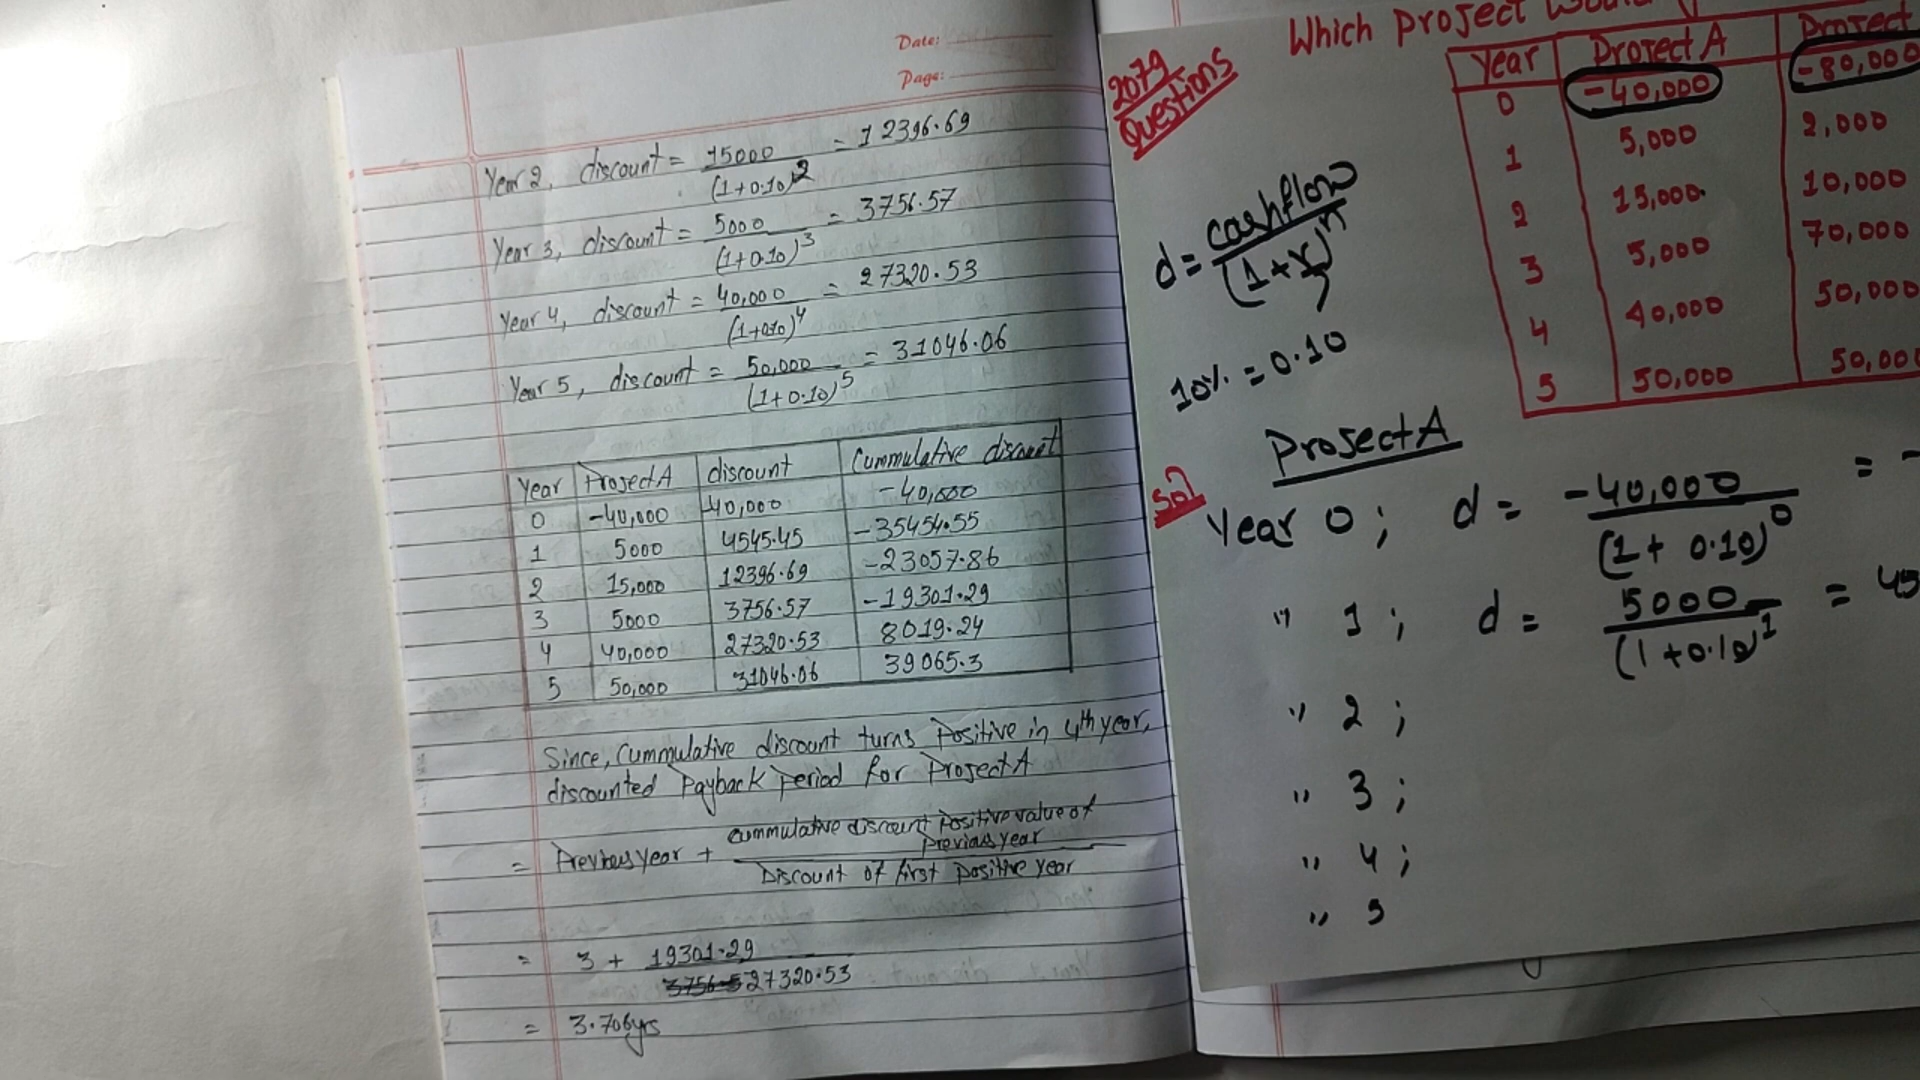 Date:
Page:
Year 2, discount = 15000 / (1+0.10)^2 = 12396.69
Year 3, discount = 5000 / (1+0.10)^3 = 3756.57
Year 4, discount = 40,000 / (1+0.10)^4 = 27320.53
Year 5, discount = 50,000 / (1+0.10)^5 = 31046.06
Year ProjectA discount Cummulative discount
0 -40,000 -40,000 -40,000
1 5000 4545.45 -35454.55
2 15,000 12396.69 -23057.86
3 5000 3756.57 -19301.29
4 40,000 27320.53 8019.24
5 50,000 31046.06 39065.3
Since, Cummulative discount turns Positive in 4th year,
discounted Payback Period for Project A
= Previous year + Cummulative discount Positive value of Previous year / Discount of first positive year
= 3 + 19301.29 / 27320.53
= 3.706yrs
Which project would
2079
Questions
Year Project A Project
0 -40,000 -80,000
1 5,000 2,000
2 15,000 10,000
3 5,000 70,000
4 40,000 50,000
5 50,000 50,000
d = cashflow / (1+r)^n
10% = 0.10
Project A
Sol
Year 0 ; d = -40,000 / (1+0.10)^0 = -
" 1 ; d = 5000 / (1+0.10)^1 = 45
" 2 ;
" 3 ;
" 4 ;
" 5